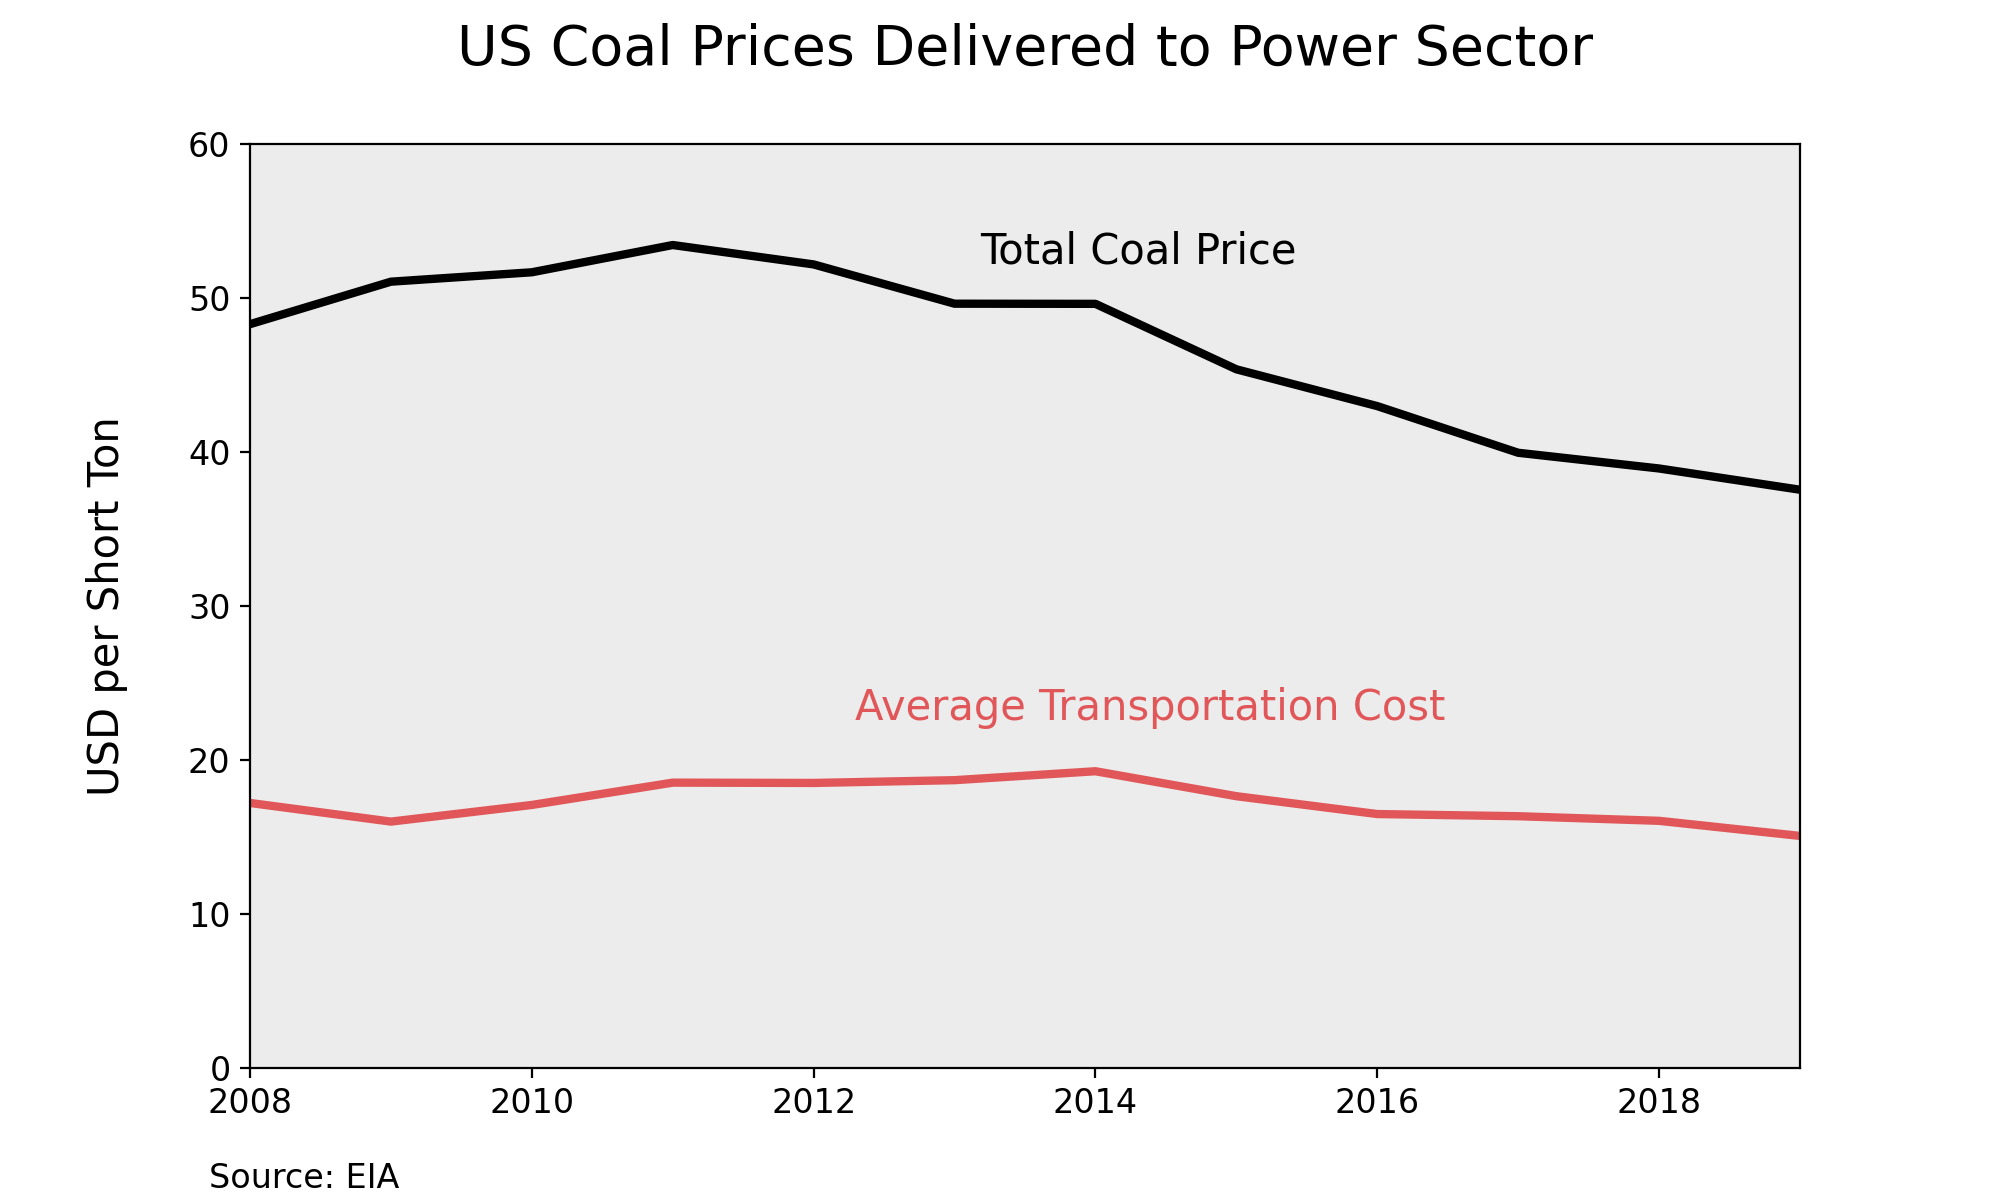 US Coal Prices Delivered to Power Sector
60
50
40
30
20
10
0
USD per Short Ton
Total Coal Price
Average Transportation Cost
2008 2010 2012 2014 2016 2018
Source: EIA